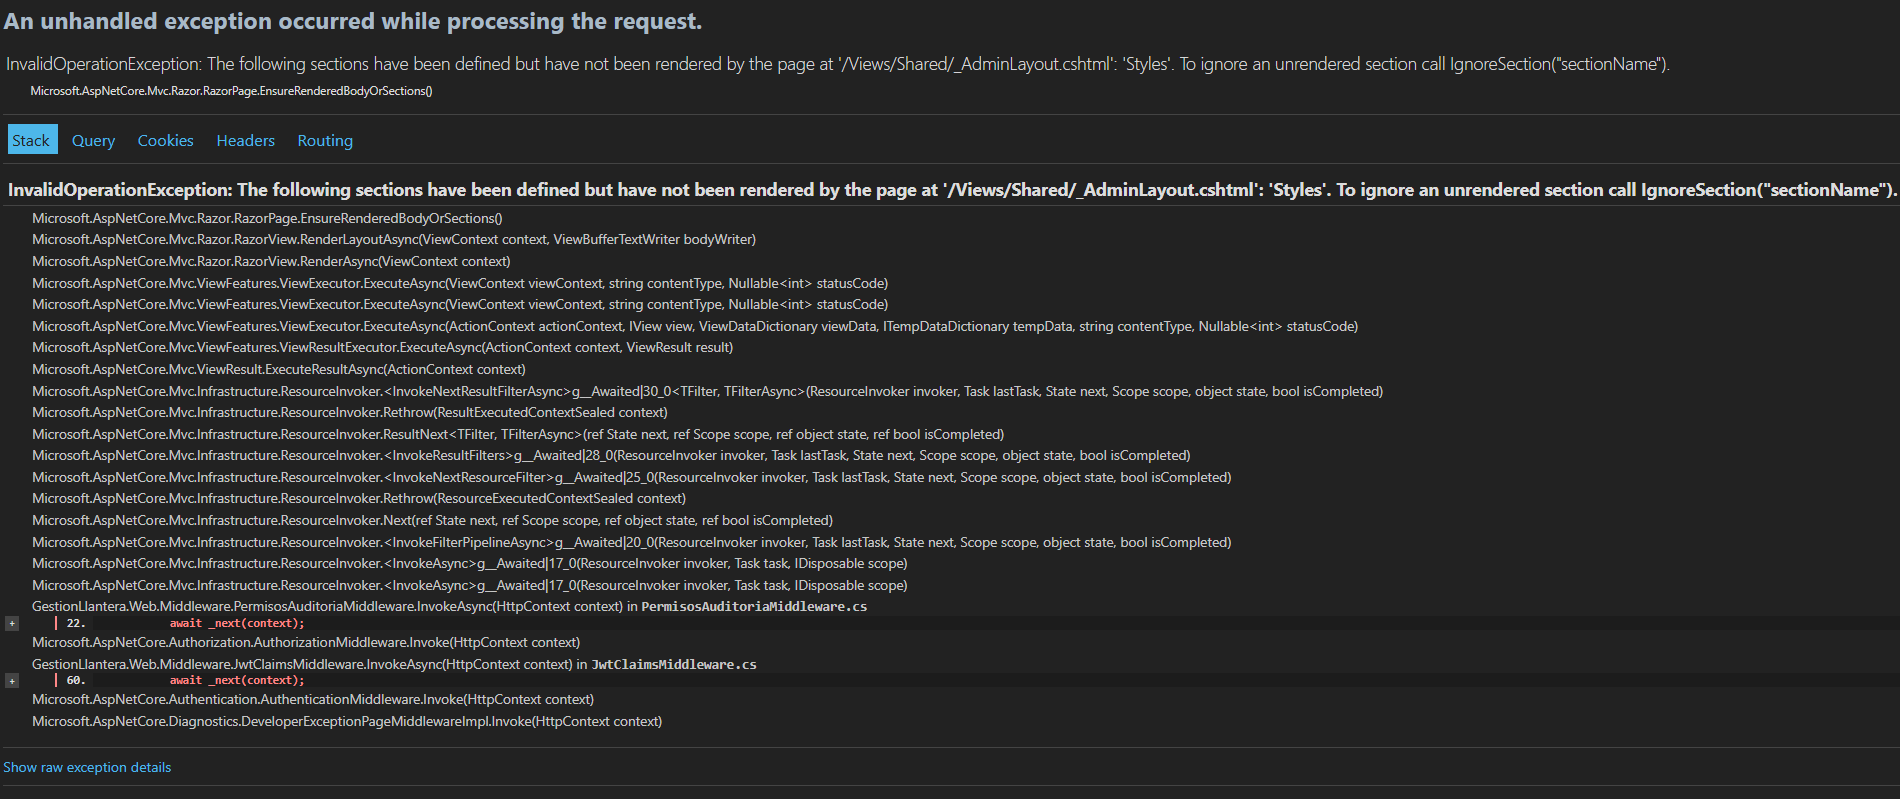 An unhandled exception occurred while processing the request.
InvalidOperationException: The following sections have been defined but have not been rendered by the page at '/Views/Shared/_AdminLayout.cshtml': 'Styles'. To ignore an unrendered section call IgnoreSection("sectionName").
Microsoft.AspNetCore.Mvc.Razor.RazorPage.EnsureRenderedBodyOrSections()
Stack Query Cookies Headers Routing
InvalidOperationException: The following sections have been defined but have not been rendered by the page at '/Views/Shared/_AdminLayout.cshtml': 'Styles'. To ignore an unrendered section call IgnoreSection("sectionName").
Microsoft.AspNetCore.Mvc.Razor.RazorPage.EnsureRenderedBodyOrSections()
Microsoft.AspNetCore.Mvc.Razor.RazorView.RenderLayoutAsync(ViewContext context, ViewBufferTextWriter bodyWriter)
Microsoft.AspNetCore.Mvc.Razor.RazorView.RenderAsync(ViewContext context)
Microsoft.AspNetCore.Mvc.ViewFeatures.ViewExecutor.ExecuteAsync(ViewContext viewContext, string contentType, Nullable<int> statusCode)
Microsoft.AspNetCore.Mvc.ViewFeatures.ViewExecutor.ExecuteAsync(ViewContext viewContext, string contentType, Nullable<int> statusCode)
Microsoft.AspNetCore.Mvc.ViewFeatures.ViewExecutor.ExecuteAsync(ActionContext actionContext, IView view, ViewDataDictionary viewData, ITempDataDictionary tempData, string contentType, Nullable<int> statusCode)
Microsoft.AspNetCore.Mvc.ViewFeatures.ViewResultExecutor.ExecuteAsync(ActionContext context, ViewResult result)
Microsoft.AspNetCore.Mvc.ViewResult.ExecuteResultAsync(ActionContext context)
Microsoft.AspNetCore.Mvc.Infrastructure.ResourceInvoker.<InvokeNextResultFilterAsync>g__Awaited|30_0<TFilter, TFilterAsync>(ResourceInvoker invoker, Task lastTask, State next, Scope scope, object state, bool isCompleted)
Microsoft.AspNetCore.Mvc.Infrastructure.ResourceInvoker.Rethrow(ResultExecutedContextSealed context)
Microsoft.AspNetCore.Mvc.Infrastructure.ResourceInvoker.ResultNext<TFilter, TFilterAsync>(ref State next, ref Scope scope, ref object state, ref bool isCompleted)
Microsoft.AspNetCore.Mvc.Infrastructure.ResourceInvoker.<InvokeResultFilters>g__Awaited|28_0(ResourceInvoker invoker, Task lastTask, State next, Scope scope, object state, bool isCompleted)
Microsoft.AspNetCore.Mvc.Infrastructure.ResourceInvoker.<InvokeNextResourceFilter>g__Awaited|25_0(ResourceInvoker invoker, Task lastTask, State next, Scope scope, object state, bool isCompleted)
Microsoft.AspNetCore.Mvc.Infrastructure.ResourceInvoker.Rethrow(ResourceExecutedContextSealed context)
Microsoft.AspNetCore.Mvc.Infrastructure.ResourceInvoker.Next(ref State next, ref Scope scope, ref object state, ref bool isCompleted)
Microsoft.AspNetCore.Mvc.Infrastructure.ResourceInvoker.<InvokeFilterPipelineAsync>g__Awaited|20_0(ResourceInvoker invoker, Task lastTask, State next, Scope scope, object state, bool isCompleted)
Microsoft.AspNetCore.Mvc.Infrastructure.ResourceInvoker.<InvokeAsync>g__Awaited|17_0(ResourceInvoker invoker, Task task, IDisposable scope)
Microsoft.AspNetCore.Mvc.Infrastructure.ResourceInvoker.<InvokeAsync>g__Awaited|17_0(ResourceInvoker invoker, Task task, IDisposable scope)
GestionLlantera.Web.Middleware.PermisosAuditoriaMiddleware.InvokeAsync(HttpContext context) in PermisosAuditoriaMiddleware.cs
+ 22. await _next(context);
Microsoft.AspNetCore.Authorization.AuthorizationMiddleware.Invoke(HttpContext context)
GestionLlantera.Web.Middleware.JwtClaimsMiddleware.InvokeAsync(HttpContext context) in JwtClaimsMiddleware.cs
+ 60. await _next(context);
Microsoft.AspNetCore.Authentication.AuthenticationMiddleware.Invoke(HttpContext context)
Microsoft.AspNetCore.Diagnostics.DeveloperExceptionPageMiddlewareImpl.Invoke(HttpContext context)
Show raw exception details